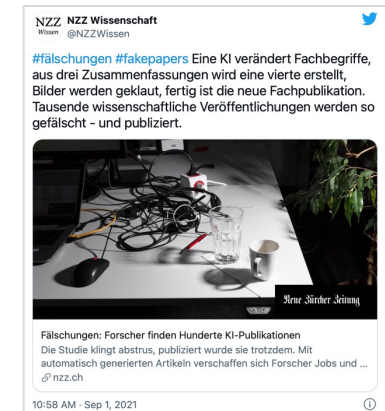 NZZ NZZ Wissenschaft
Wissen @NZZWissen
#fälschungen #fakepapers Eine KI verändert Fachbegriffe,
aus drei Zusammenfassungen wird eine vierte erstellt,
Bilder werden geklaut, fertig ist die neue Fachpublikation.
Tausende wissenschaftliche Veröffentlichungen werden so
gefälscht - und publiziert.
Neue Zürcher Zeitung
Fälschungen: Forscher finden Hunderte KI-Publikationen
Die Studie klingt abstrus, publiziert wurde sie trotzdem. Mit
automatisch generierten Artikeln verschaffen sich Forscher Jobs und ...
nzz.ch
10:58 AM · Sep 1, 2021